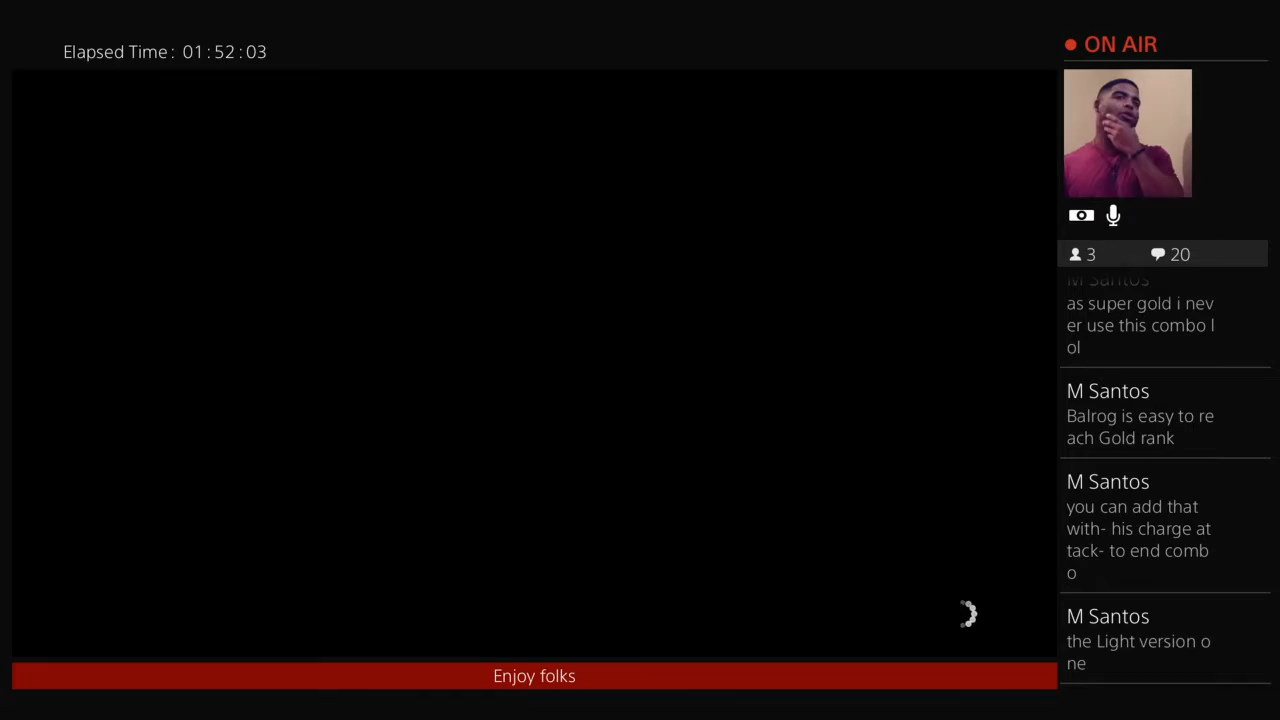 Elapsed Time: 01:52:03
ON AIR
3 20
M Santos
as super gold i nev
er use this combo l
ol
M Santos
Balrog is easy to re
ach Gold rank
M Santos
you can add that
with- his charge at
tack- to end comb
o
M Santos
the Light version o
ne
Enjoy folks